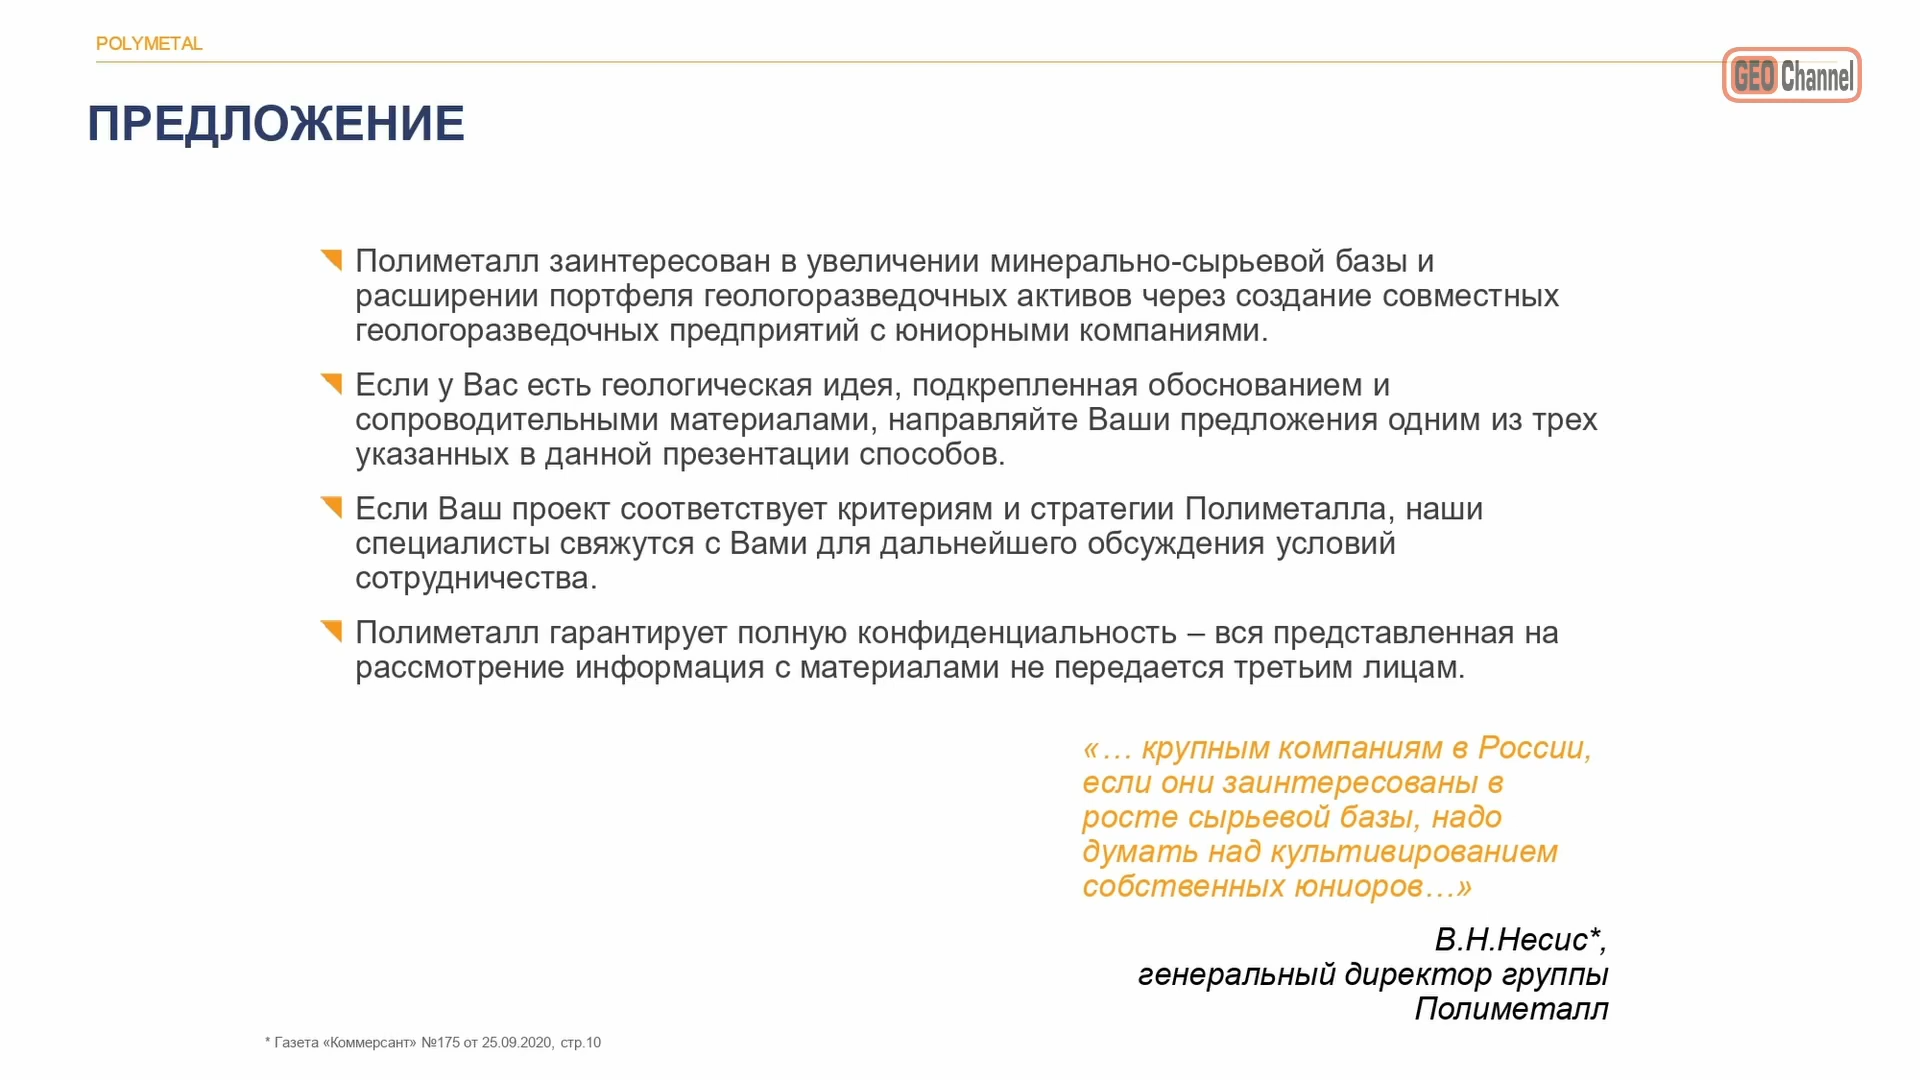 POLYMETAL
GEO Channel
ПРЕДЛОЖЕНИЕ
Полиметалл заинтересован в увеличении минерально-сырьевой базы и
расширении портфеля геологоразведочных активов через создание совместных
геологоразведочных предприятий с юниорными компаниями.
Если у Вас есть геологическая идея, подкрепленная обоснованием и
сопроводительными материалами, направляйте Ваши предложения одним из трех
указанных в данной презентации способов.
Если Ваш проект соответствует критериям и стратегии Полиметалла, наши
специалисты свяжутся с Вами для дальнейшего обсуждения условий
сотрудничества.
Полиметалл гарантирует полную конфиденциальность – вся представленная на
рассмотрение информация с материалами не передается третьим лицам.
«… крупным компаниям в России,
если они заинтересованы в
росте сырьевой базы, надо
думать над культивированием
собственных юниоров…»
В.Н.Несис*,
генеральный директор группы
Полиметалл
* Газета «Коммерсант» №175 от 25.09.2020, стр.10